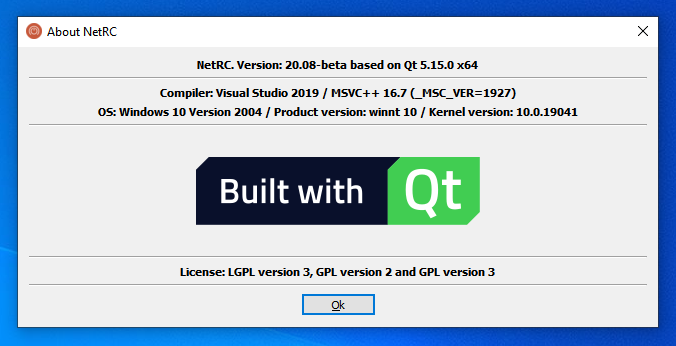 About NetRC
NetRC. Version: 20.08-beta based on Qt 5.15.0 x64
Compiler: Visual Studio 2019 / MSVC++ 16.7 (_MSC_VER=1927)
OS: Windows 10 Version 2004 / Product version: winnt 10 / Kernel version: 10.0.19041
Built with Qt
License: LGPL version 3, GPL version 2 and GPL version 3
Ok